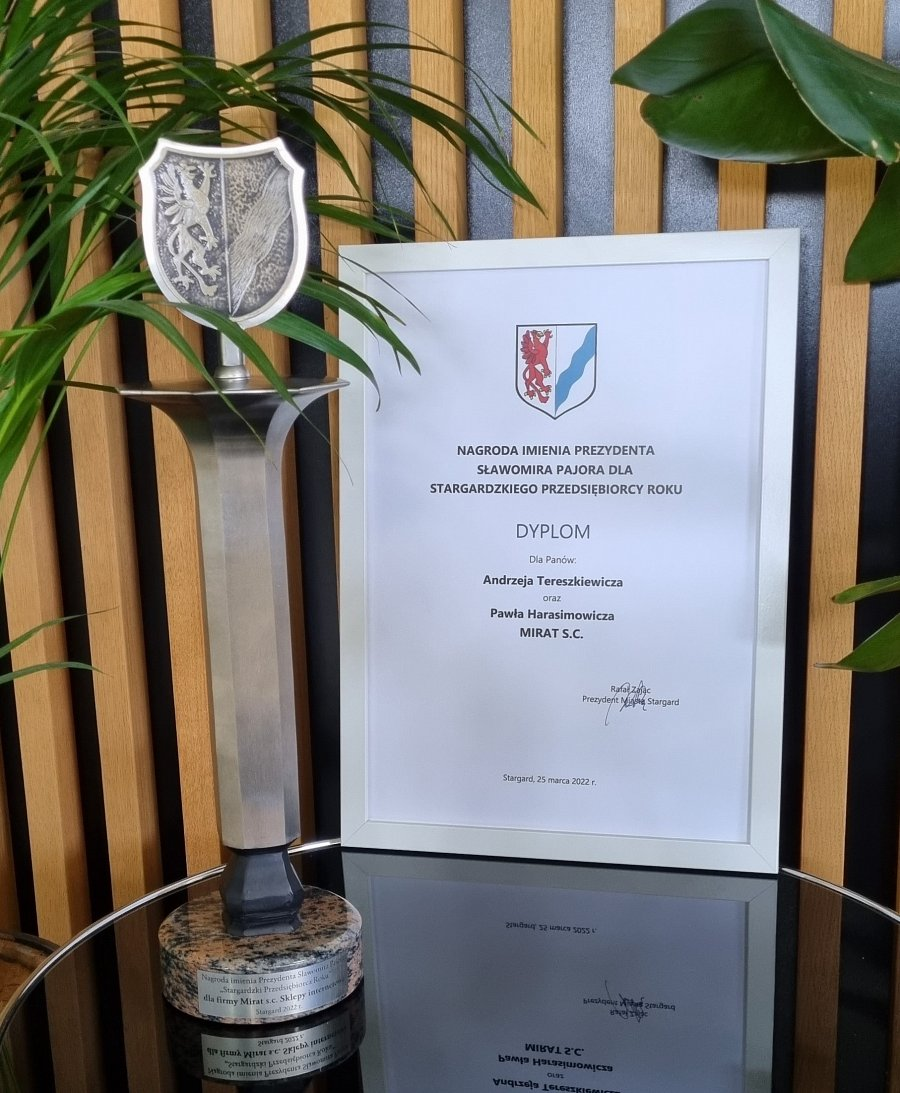 NAGRODA IMIENIA PREZYDENTA
SŁAWOMIRA PAJORA DLA
STARGARDZKIEGO PRZEDSIĘBIORCY ROKU
DYPLOM
Dla Panów:
Andrzeja Tereszkiewicza
oraz
Pawła Harasimowicza
MIRAT S.C.
Rafał Zając
Prezydent Miasta Stargard
Stargard, 25 marca 2022 r.
Nagroda imienia Prezydenta Sławomira
„Stargardzki Przedsiębiorca Roku"
dla firmy Mirat s.c. Sklepy
Stargard 2022 r.